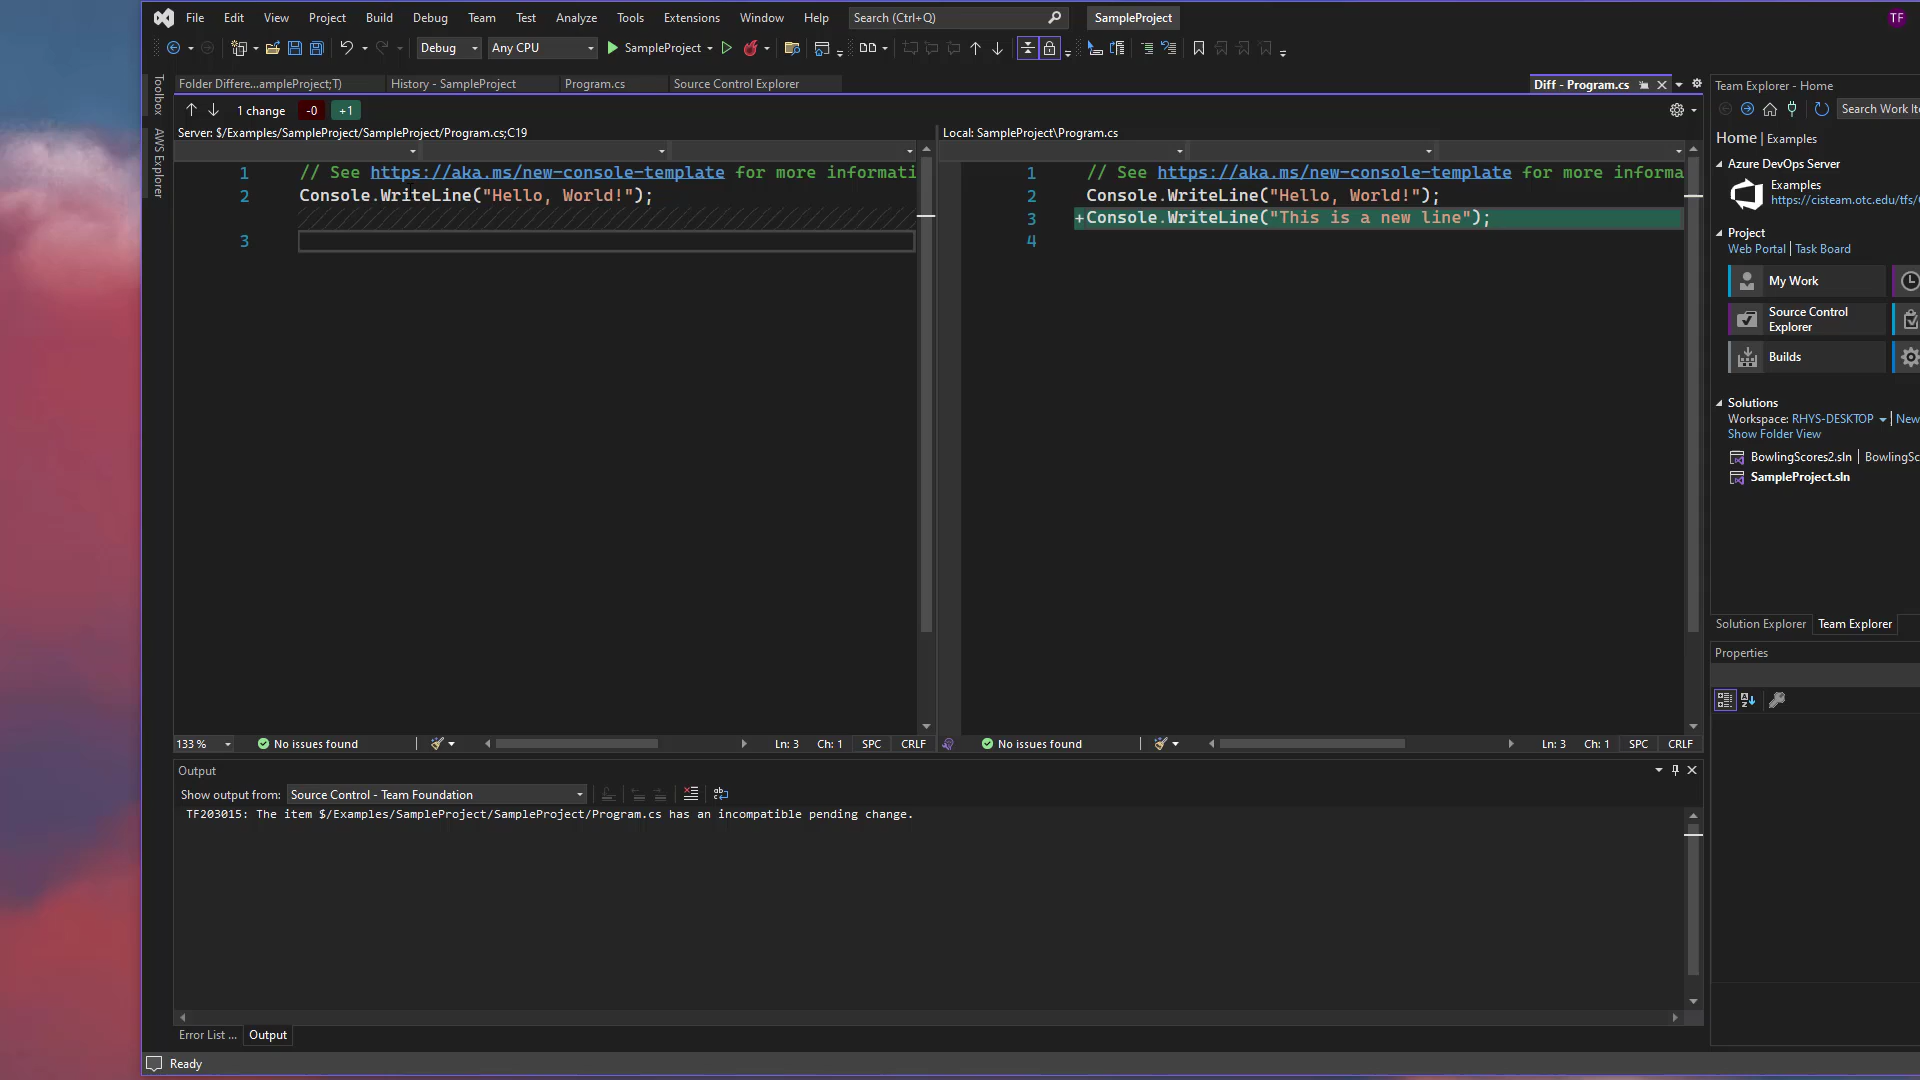 File Edit View Project Build Debug Team Test Analyze Tools Extensions Window Help Search (Ctrl+Q) SampleProject TF
Debug Any CPU SampleProject
Toolbox
AWS Explorer
Folder Differe...ampleProject;T) History - SampleProject Program.cs Source Control Explorer Diff - Program.cs
1 change -0 +1
Server: $/Examples/SampleProject/SampleProject/Program.cs;C19
1 // See https://aka.ms/new-console-template for more informati
2 Console.WriteLine("Hello, World!");
3
133 % No issues found Ln: 3 Ch: 1 SPC CRLF
Local: SampleProject\Program.cs
1 // See https://aka.ms/new-console-template for more informa
2 Console.WriteLine("Hello, World!");
3 +Console.WriteLine("This is a new line");
4
No issues found Ln: 3 Ch: 1 SPC CRLF
Output
Show output from: Source Control - Team Foundation
TF203015: The item $/Examples/SampleProject/SampleProject/Program.cs has an incompatible pending change.
Error List ... Output
Ready
Team Explorer - Home
Search Work Ite
Home | Examples
Azure DevOps Server
Examples
https://cisteam.otc.edu/tfs/
Project
Web Portal | Task Board
My Work
Source Control
Explorer
Builds
Solutions
Workspace: RHYS-DESKTOP | New
Show Folder View
BowlingScores2.sln | BowlingSc
SampleProject.sln
Solution Explorer Team Explorer
Properties